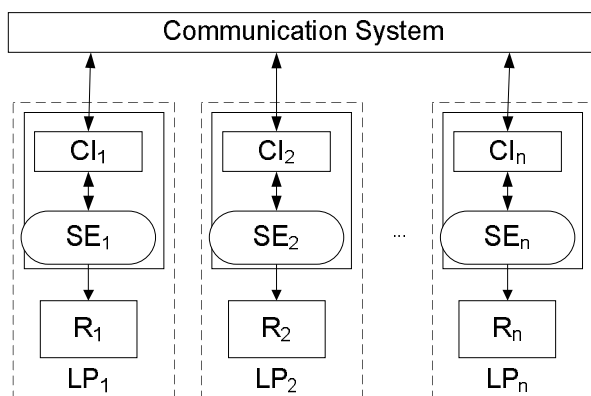 Communication System
CI₁ CI₂ CIₙ
SE₁ SE₂ ... SEₙ
R₁ R₂ Rₙ
LP₁ LP₂ LPₙ